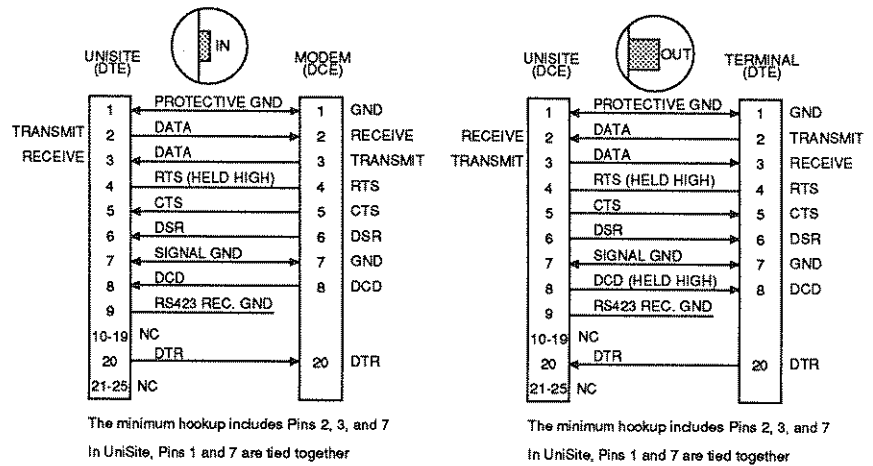 IN
UNISITE
(DTE)
MODEM
(DCE)
1 PROTECTIVE GND 1 GND
TRANSMIT 2 DATA 2 RECEIVE
RECEIVE 3 DATA 3 TRANSMIT
4 RTS (HELD HIGH) 4 RTS
5 CTS 5 CTS
6 DSR 6 DSR
7 SIGNAL GND 7 GND
8 DCD 8 DCD
9 RS423 REC. GND
10-19 NC
20 DTR 20 DTR
21-25 NC
The minimum hookup includes Pins 2, 3, and 7
In UniSite, Pins 1 and 7 are tied together
OUT
UNISITE
(DCE)
TERMINAL
(DTE)
1 PROTECTIVE GND 1 GND
RECEIVE 2 DATA 2 TRANSMIT
TRANSMIT 3 DATA 3 RECEIVE
4 RTS (HELD HIGH) 4 RTS
5 CTS 5 CTS
6 DSR 6 DSR
7 SIGNAL GND 7 GND
8 DCD (HELD HIGH) 8 DCD
9 RS423 REC. GND
10-19 NC
20 DTR 20 DTR
21-25 NC
The minimum hookup includes Pins 2, 3, and 7
In UniSite, Pins 1 and 7 are tied together